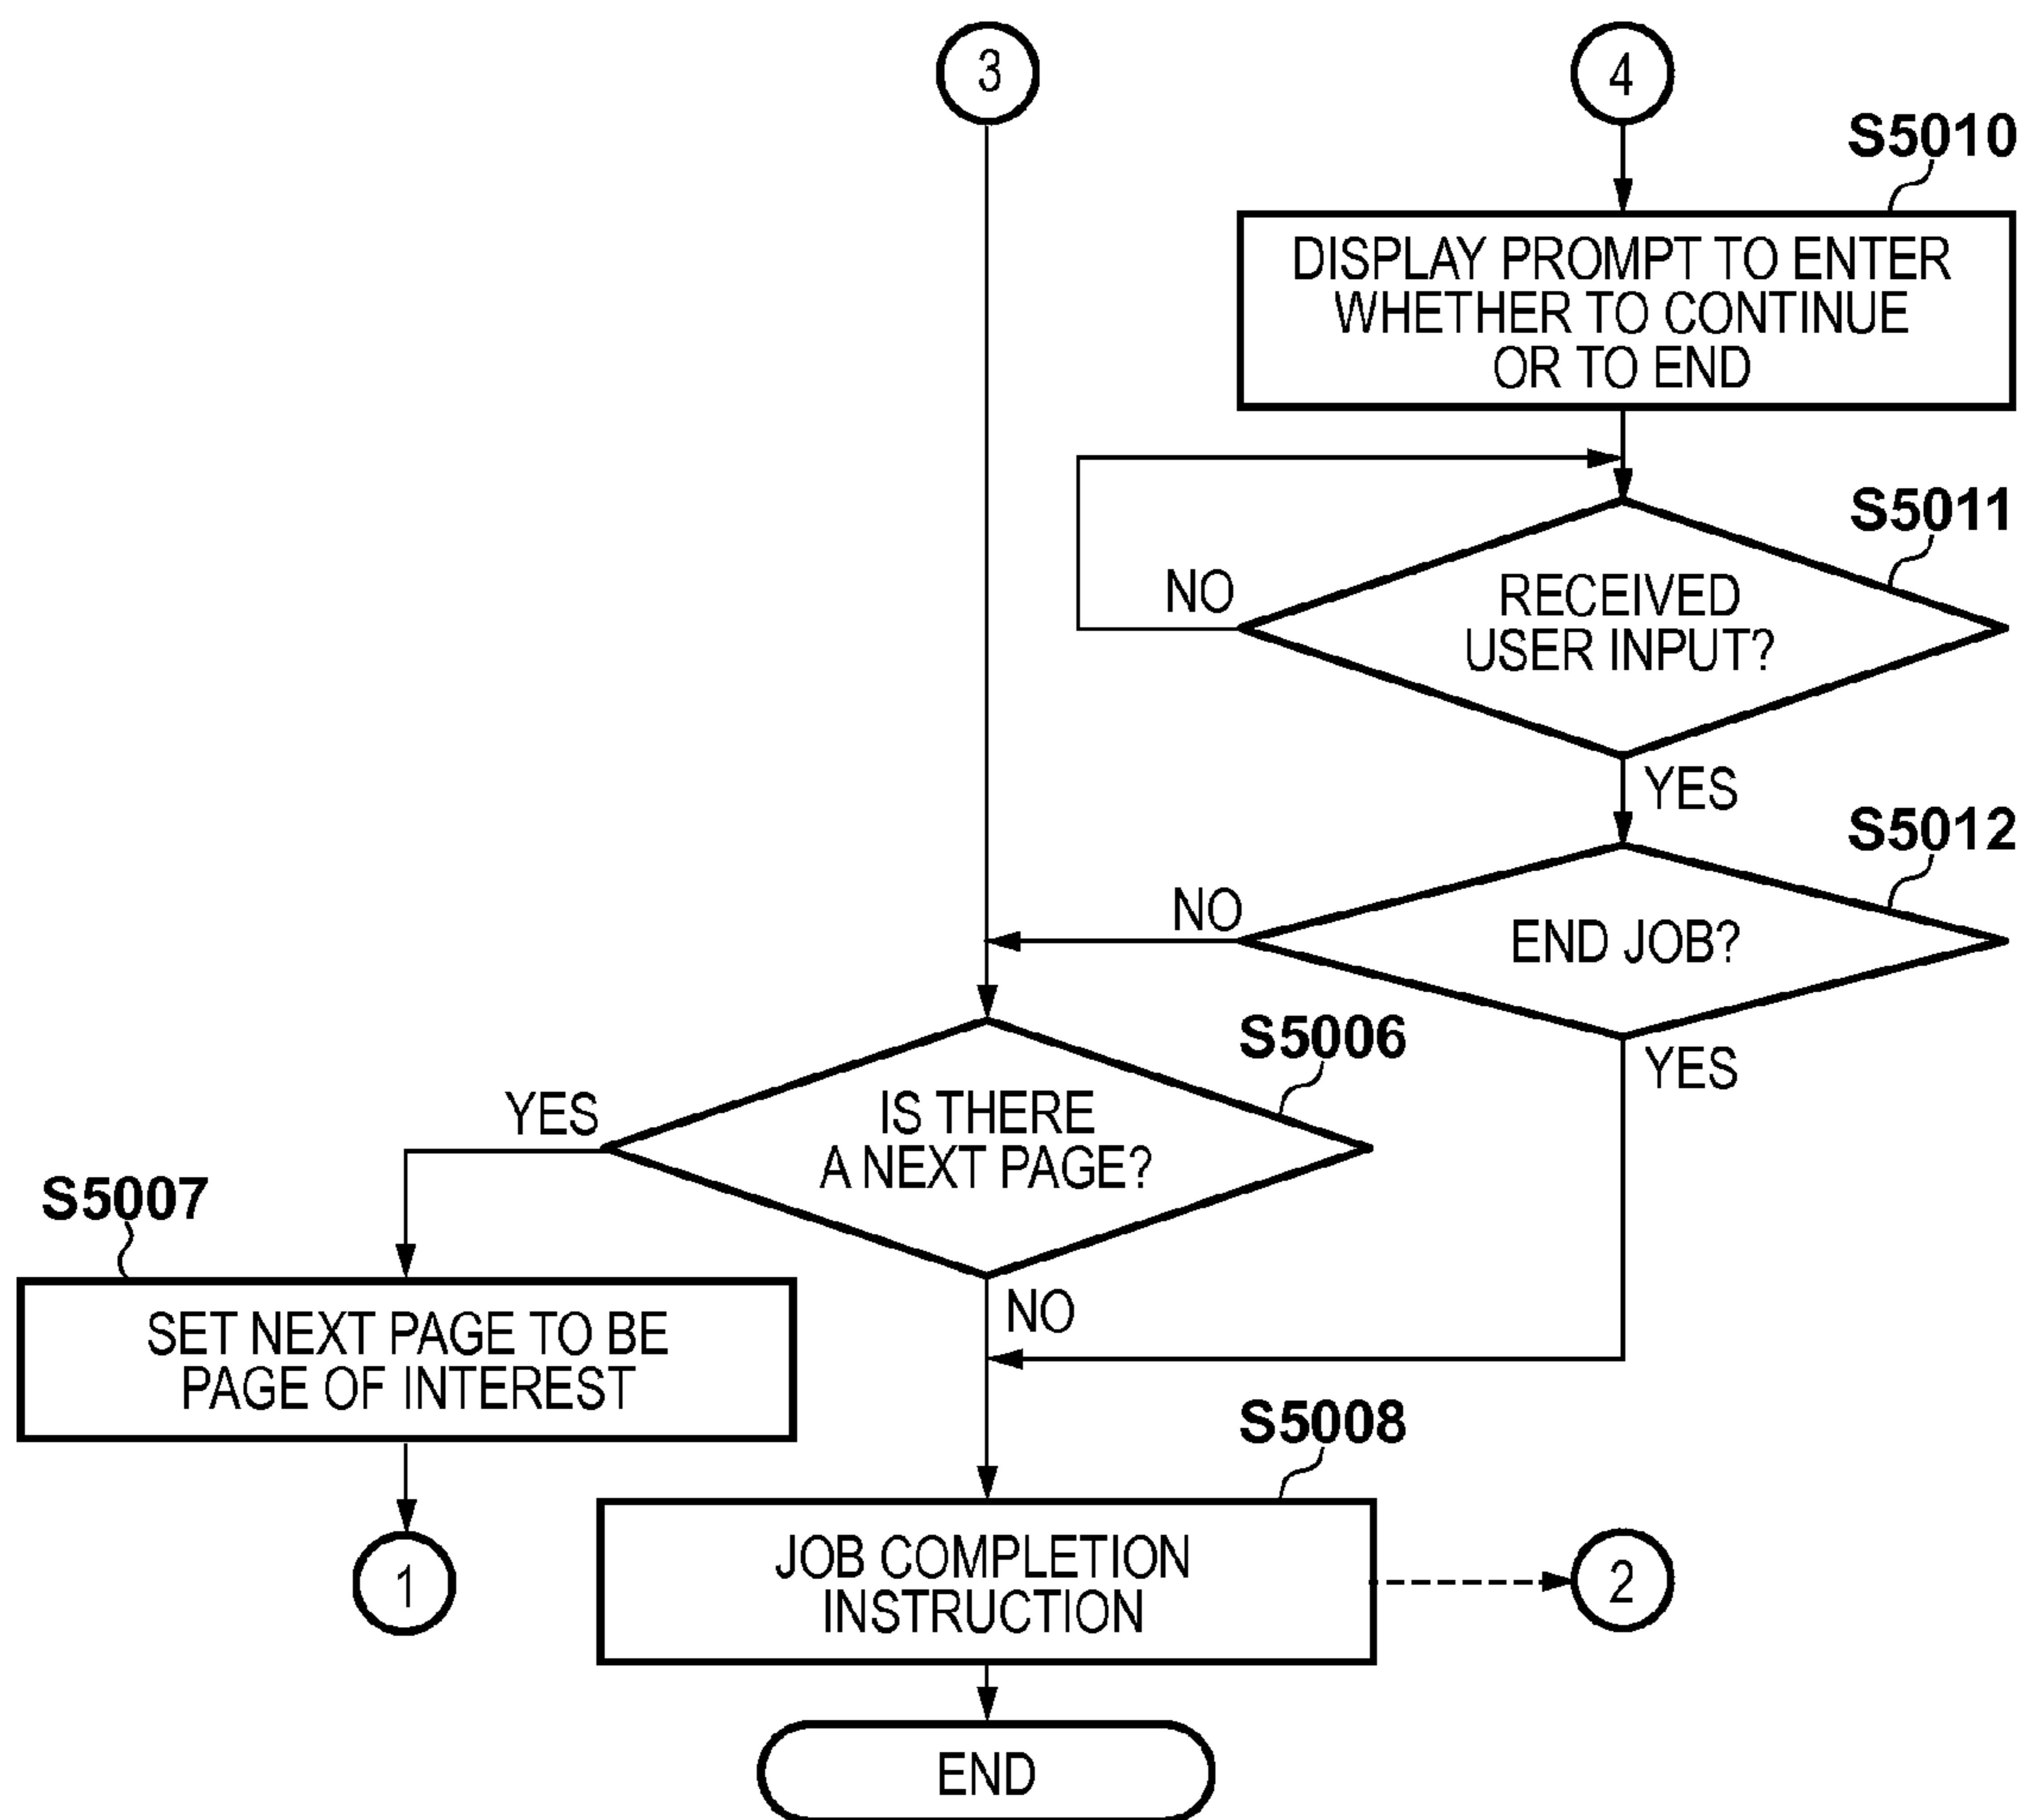 3
4
S5010
DISPLAY PROMPT TO ENTER
WHETHER TO CONTINUE
OR TO END
S5011
NO
RECEIVED
USER INPUT?
YES
S5012
NO
END JOB?
YES
S5006
YES
IS THERE
A NEXT PAGE?
S5007
NO
SET NEXT PAGE TO BE
PAGE OF INTEREST
S5008
1
JOB COMPLETION
INSTRUCTION
2
END